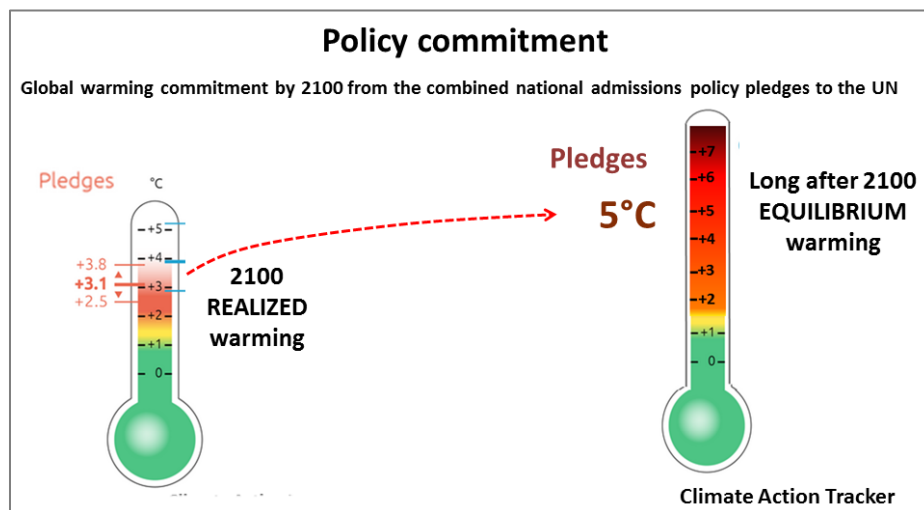 Policy commitment
Global warming commitment by 2100 from the combined national admissions policy pledges to the UN
Pledges
°C
+5
+4
+3.8
+3.1
+3
+2.5
+2
+1
0
2100
REALIZED
warming
Pledges
5°C
+7
+6
+5
+4
+3
+2
+1
0
Long after 2100
EQUILIBRIUM
warming
Climate Action Tracker